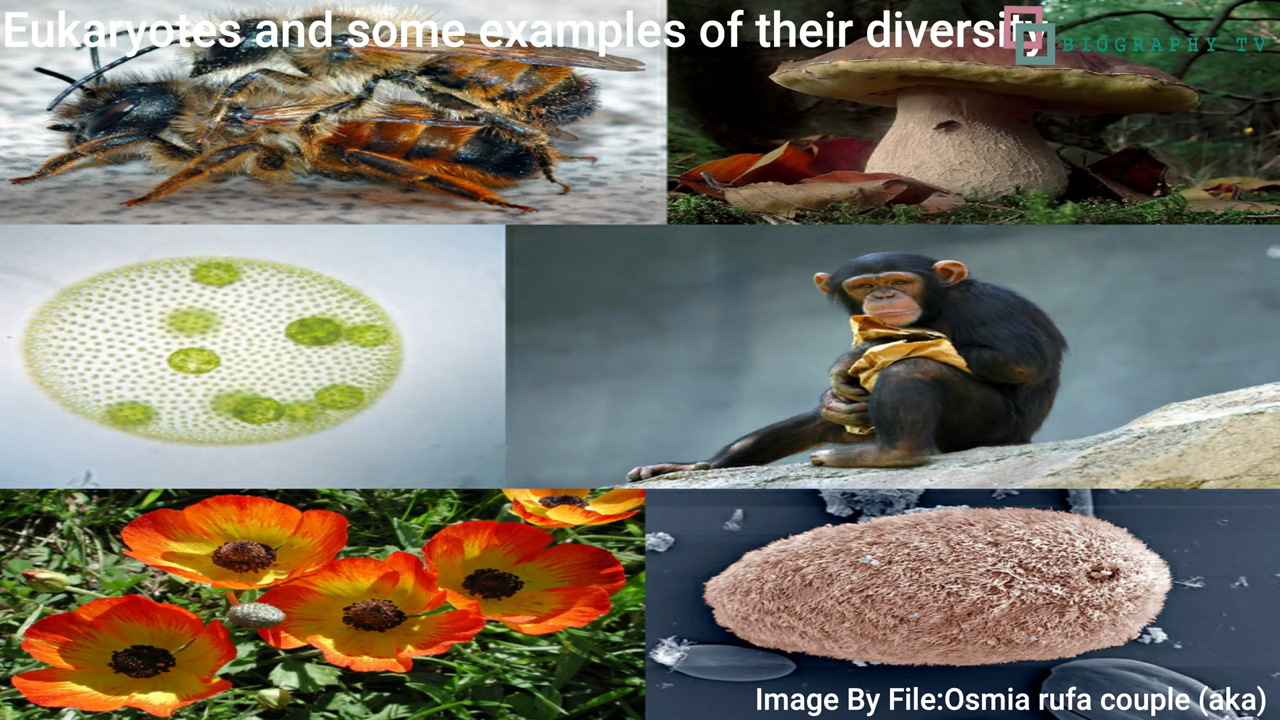 Eukaryotes and some examples of their diversity
BIOGRAPHY TV
Image By File:Osmia rufa couple (aka)